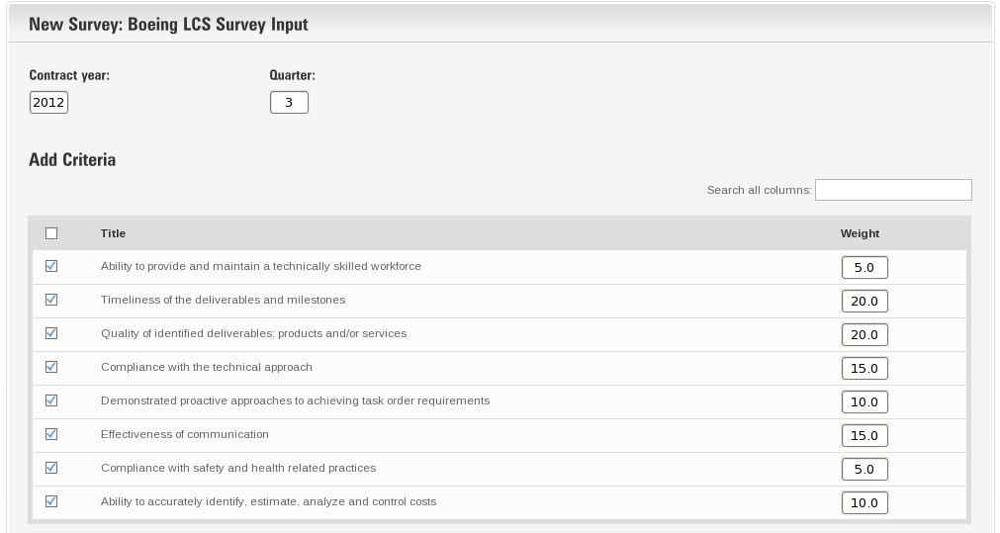 New Survey: Boeing LCS Survey Input
Contract year: Quarter:
2012 3
Add Criteria
Search all columns:
Title Weight
Ability to provide and maintain a technically skilled workforce 5.0
Timeliness of the deliverables and milestones 20.0
Quality of identified deliverables; products and/or services 20.0
Compliance with the technical approach 15.0
Demonstrated proactive approaches to achieving task order requirements 10.0
Effectiveness of communication 15.0
Compliance with safety and health related practices 5.0
Ability to accurately identify, estimate, analyze and control costs 10.0